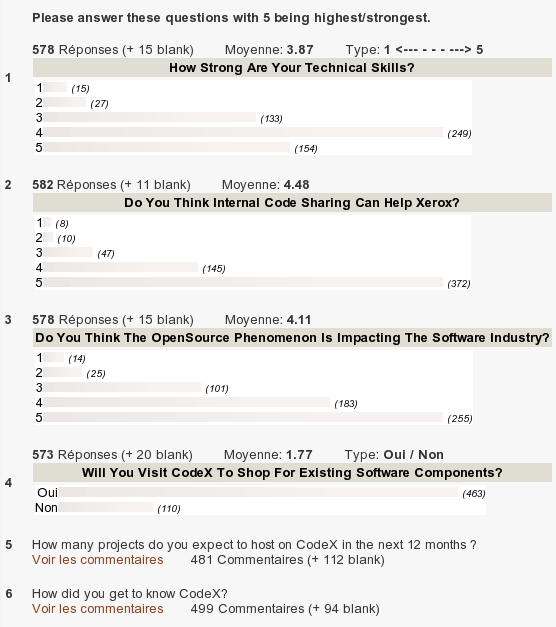 Please answer these questions with 5 being highest/strongest.
578 Réponses (+ 15 blank) Moyenne: 3.87 Type: 1 <--- - - - ---> 5
1 How Strong Are Your Technical Skills?
1 (15)
2 (27)
3 (133)
4 (249)
5 (154)
2 582 Réponses (+ 11 blank) Moyenne: 4.48
Do You Think Internal Code Sharing Can Help Xerox?
1 (8)
2 (10)
3 (47)
4 (145)
5 (372)
3 578 Réponses (+ 15 blank) Moyenne: 4.11
Do You Think The OpenSource Phenomenon Is Impacting The Software Industry?
1 (14)
2 (25)
3 (101)
4 (183)
5 (255)
573 Réponses (+ 20 blank) Moyenne: 1.77 Type: Oui / Non
4 Will You Visit CodeX To Shop For Existing Software Components?
Oui (463)
Non (110)
5 How many projects do you expect to host on CodeX in the next 12 months ?
Voir les commentaires 481 Commentaires (+ 112 blank)
6 How did you get to know CodeX?
Voir les commentaires 499 Commentaires (+ 94 blank)